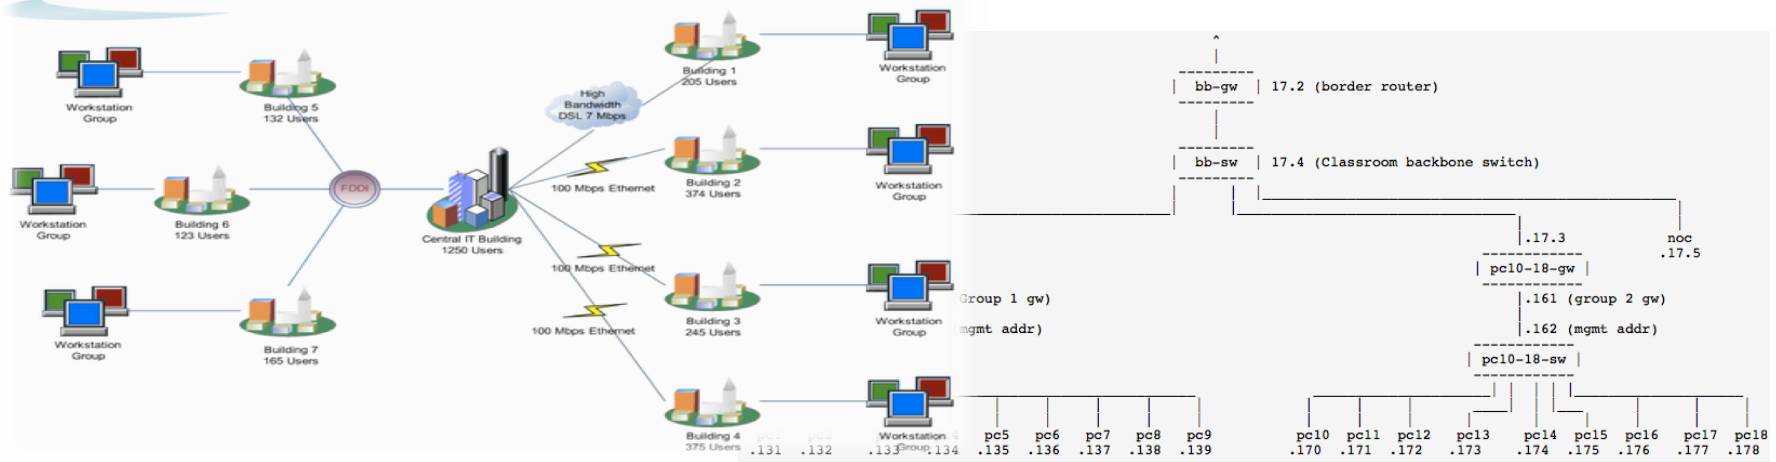 Workstation
Group
Building 5
132 Users
Workstation
Group
Building 6
123 Users
Workstation
Group
Building 7
165 Users
FDDI
Central IT Building
1250 Users
High
Bandwidth
DSL 7 Mbps
100 Mbps Ethernet
100 Mbps Ethernet
100 Mbps Ethernet
Building 1
205 Users
Workstation
Group
Building 2
374 Users
Workstation
Group
Building 3
245 Users
Workstation
Group
Building 4
375 Users
Workstation
Group
bb-gw 17.2 (border router)
bb-sw 17.4 (Classroom backbone switch)
.17.3
noc
.17.5
pc10-18-gw
(Group 1 gw)
.161 (group 2 gw)
mgmt addr)
.162 (mgmt addr)
pc10-18-sw
pc5 pc6 pc7 pc8 pc9 pc10 pc11 pc12 pc13 pc14 pc15 pc16 pc17 pc18
.131 .132 .133 .134 .135 .136 .137 .138 .139 .170 .171 .172 .173 .174 .175 .176 .177 .178